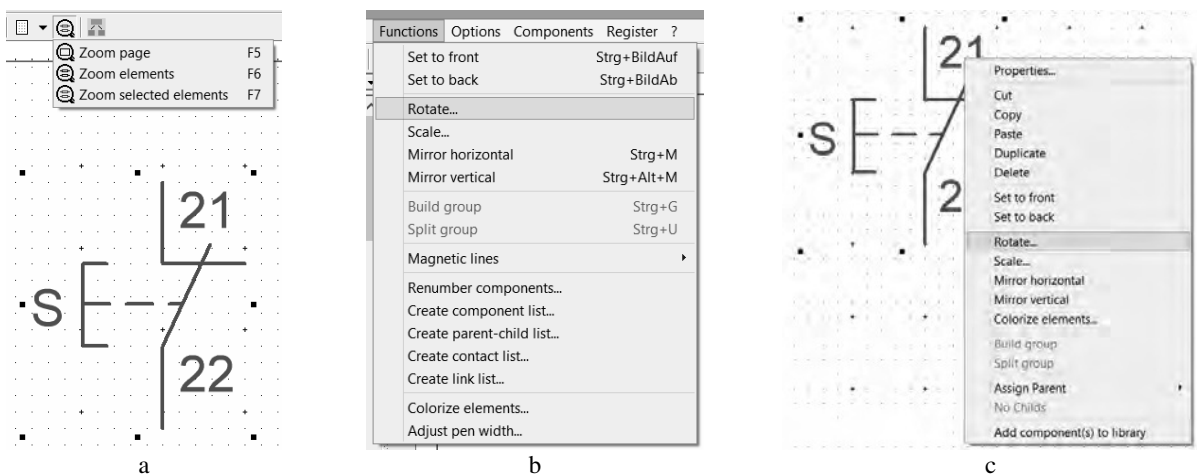 Zoom page F5
Zoom elements F6
Zoom selected elements F7
21
S
22
a
Functions Options Components Register ?
Set to front Strg+BildAuf
Set to back Strg+BildAb
Rotate...
Scale...
Mirror horizontal Strg+M
Mirror vertical Strg+Alt+M
Build group Strg+G
Split group Strg+U
Magnetic lines
Renumber components...
Create component list...
Create parent-child list...
Create contact list...
Create link list...
Colorize elements...
Adjust pen width...
b
21
S
2
Properties...
Cut
Copy
Paste
Duplicate
Delete
Set to front
Set to back
Rotate...
Scale...
Mirror horizontal
Mirror vertical
Colorize elements...
Build group
Split group
Assign Parent
No Childs
Add component(s) to library
c